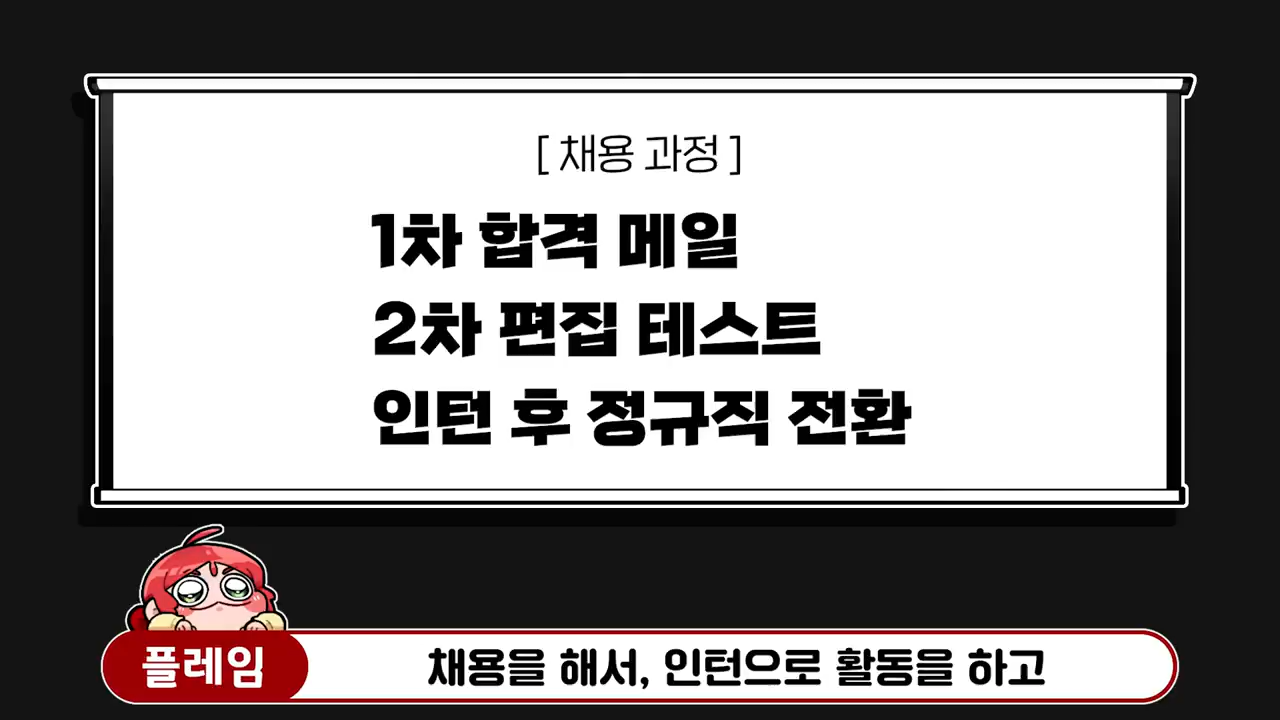 [ 채용 과정 ]
1차 합격 메일
2차 편집 테스트
인턴 후 정규직 전환
플레임
채용을 해서, 인턴으로 활동을 하고